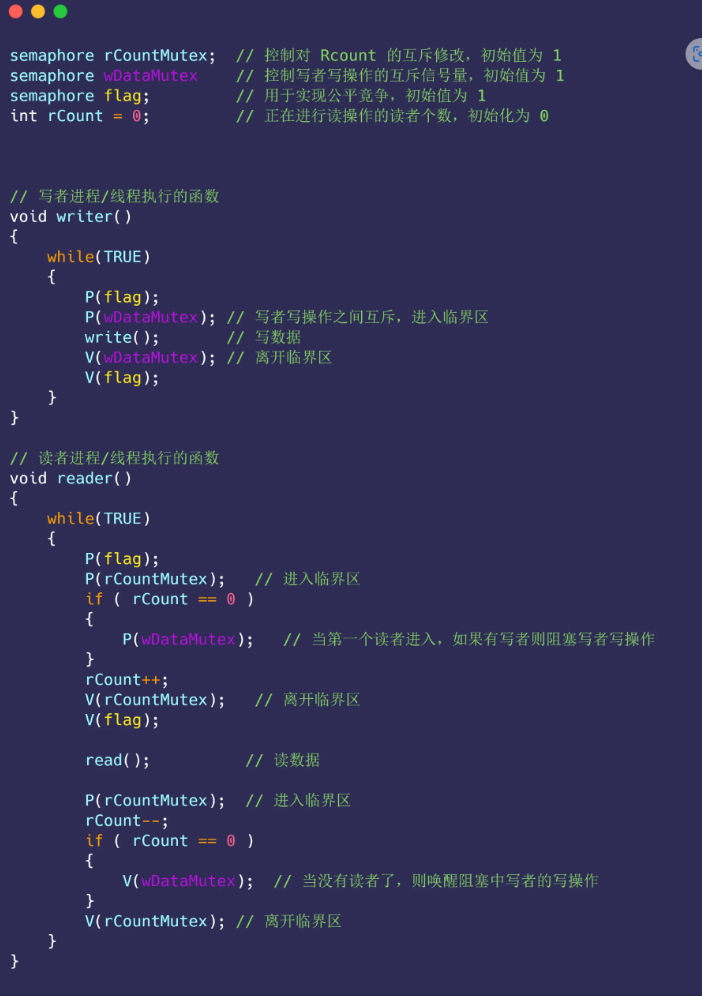 semaphore rCountMutex;  // 控制对 Rcount 的互斥修改，初始值为 1
semaphore wDataMutex    // 控制写者写操作的互斥信号量，初始值为 1
semaphore flag;         // 用于实现公平竞争，初始值为 1
int rCount = 0;         // 正在进行读操作的读者个数，初始化为 0
// 写者进程/线程执行的函数
void writer()
{
    while(TRUE)
    {
        P(flag);
        P(wDataMutex); // 写者写操作之间互斥，进入临界区
        write();       // 写数据
        V(wDataMutex); // 离开临界区
        V(flag);
    }
}
// 读者进程/线程执行的函数
void reader()
{
    while(TRUE)
    {
        P(flag);
        P(rCountMutex);   // 进入临界区
        if ( rCount == 0 )
        {
            P(wDataMutex);   // 当第一个读者进入，如果有写者则阻塞写者写操作
        }
        rCount++;
        V(rCountMutex);   // 离开临界区
        V(flag);
        read();          // 读数据
        P(rCountMutex);  // 进入临界区
        rCount--;
        if ( rCount == 0 )
        {
            V(wDataMutex);  // 当没有读者了，则唤醒阻塞中写者的写操作
        }
        V(rCountMutex); // 离开临界区
    }
}